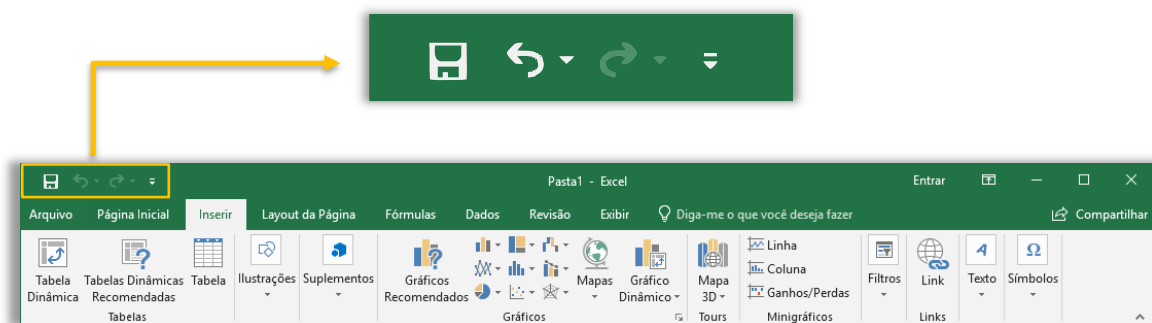 Pasta1 - Excel
Entrar
Arquivo Página Inicial Inserir Layout da Página Fórmulas Dados Revisão Exibir Diga-me o que você deseja fazer Compartilhar
Tabela Dinâmica
Tabelas Dinâmicas Recomendadas
Tabela
Ilustrações
Suplementos
Gráficos Recomendados
Mapas
Gráfico Dinâmico
Mapa 3D
Linha
Coluna
Ganhos/Perdas
Filtros
Link
Texto
Símbolos
Tabelas
Gráficos
Tours
Minigráficos
Links